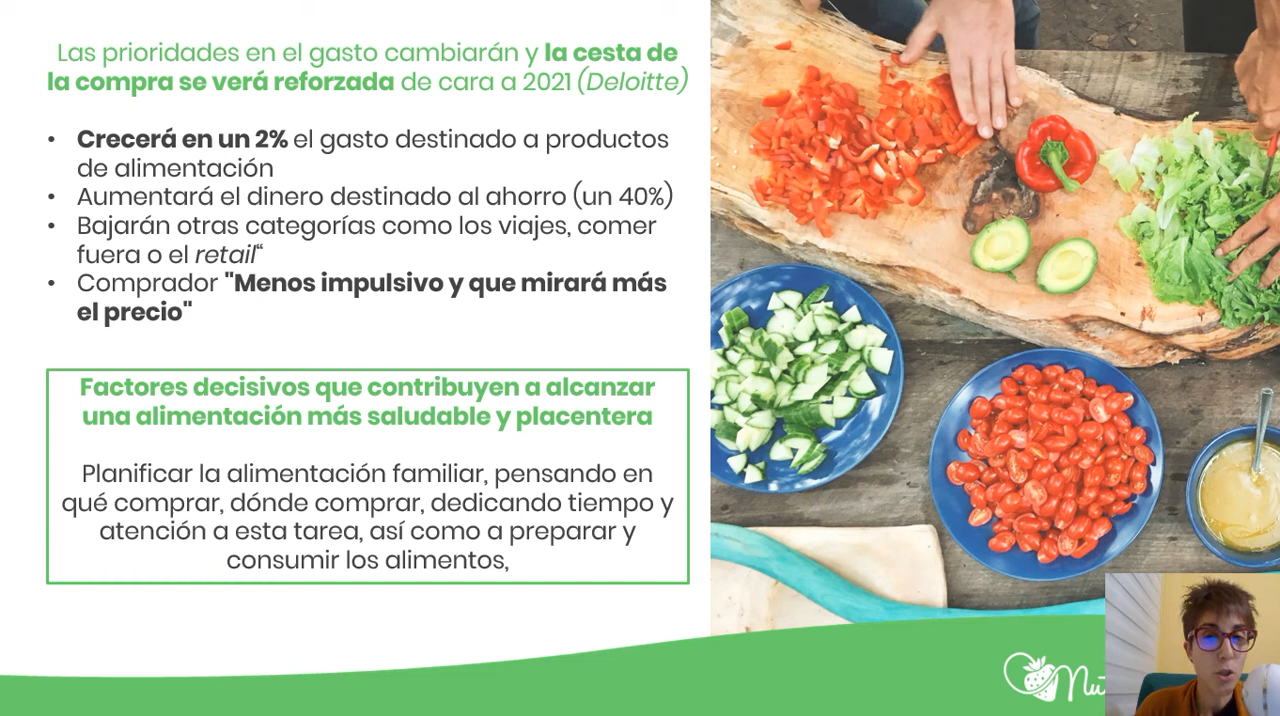 Las prioridades en el gasto cambiarán y la cesta de
la compra se verá reforzada de cara a 2021 (Deloitte)
• Crecerá en un 2% el gasto destinado a productos
de alimentación
• Aumentará el dinero destinado al ahorro (un 40%)
• Bajarán otras categorías como los viajes, comer
fuera o el retail“
• Comprador "Menos impulsivo y que mirará más
el precio"
Factores decisivos que contribuyen a alcanzar
una alimentación más saludable y placentera
Planificar la alimentación familiar, pensando en
qué comprar, dónde comprar, dedicando tiempo y
atención a esta tarea, así como a preparar y
consumir los alimentos,